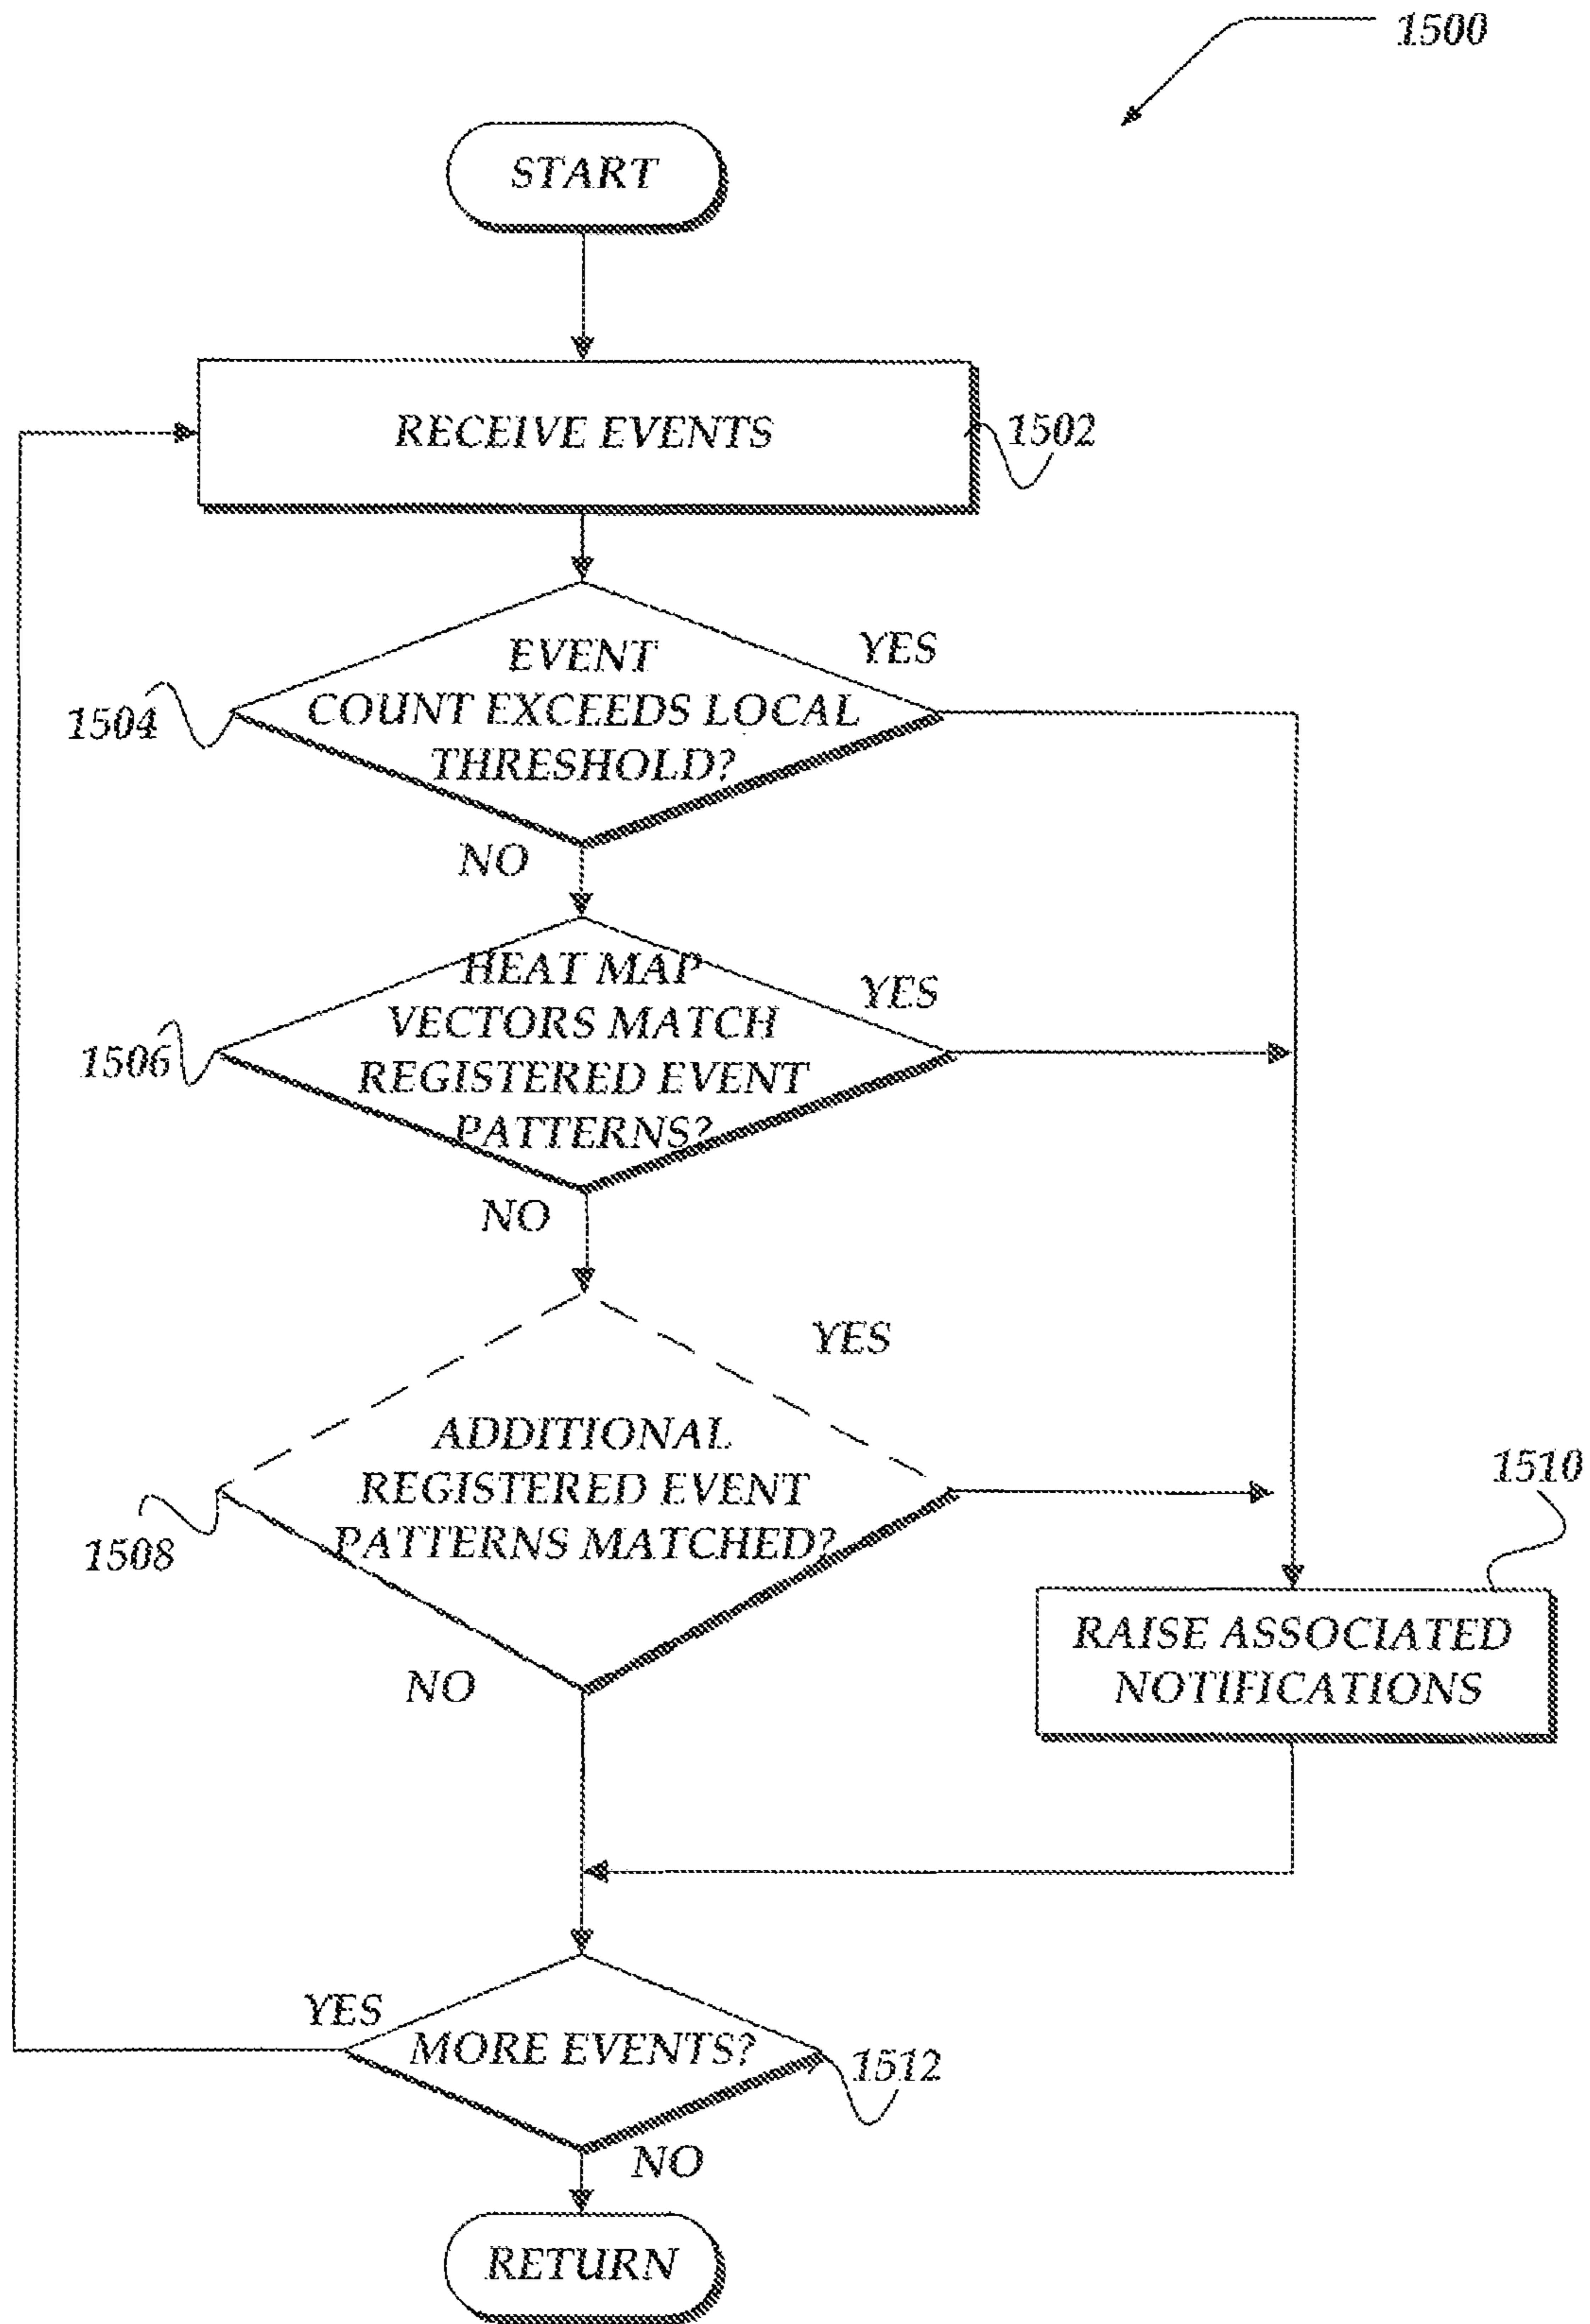 1500
START
RECEIVE EVENTS
1502
YES
EVENT
COUNT EXCEEDS LOCAL
THRESHOLD?
1504
NO
HEAT MAP
VECTORS MATCH
REGISTERED EVENT
PATTERNS?
YES
1506
NO
YES
ADDITIONAL
REGISTERED EVENT
PATTERNS MATCHED?
1508
1510
RAISE ASSOCIATED
NOTIFICATIONS
NO
YES
MORE EVENTS?
1512
NO
RETURN